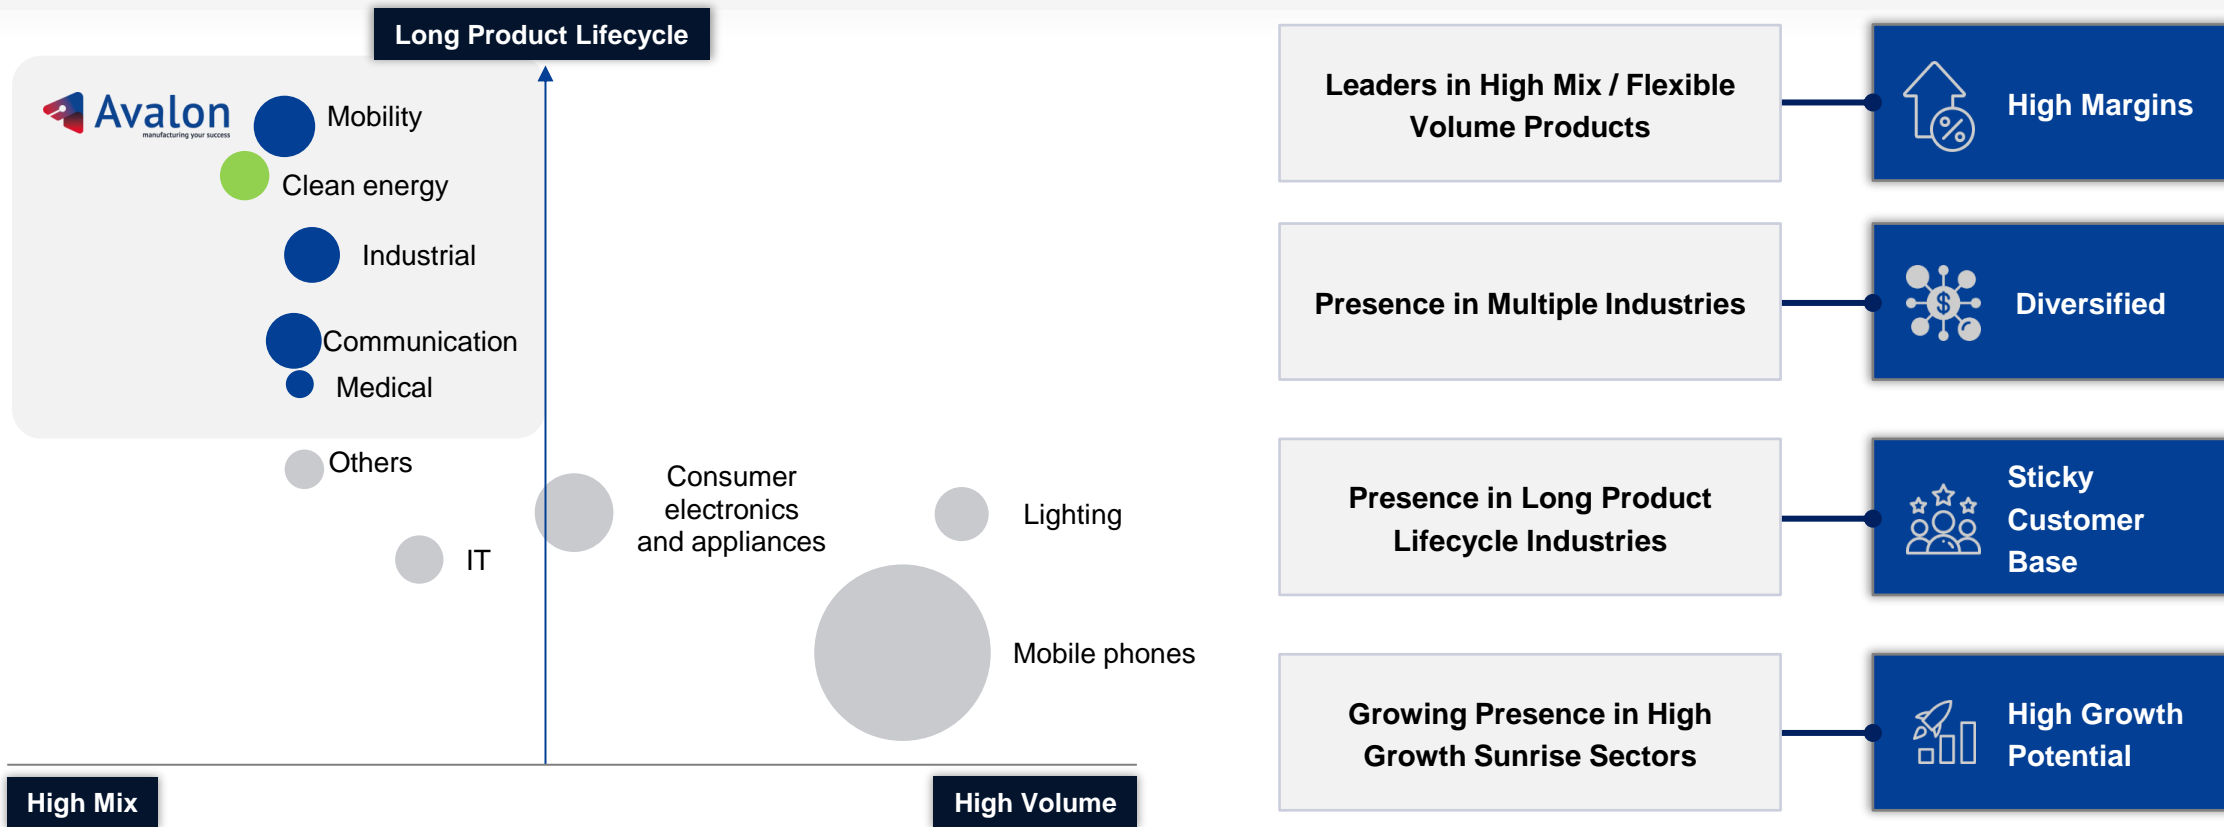 Long Product Lifecycle
Avalon
manufacturing your success
Mobility
Clean energy
Industrial
Communication
Medical
Others
IT
Consumer
electronics
and appliances
Lighting
Mobile phones
High Mix
High Volume
Leaders in High Mix / Flexible
Volume Products
High Margins
Presence in Multiple Industries
$
Diversified
Presence in Long Product
Lifecycle Industries
Sticky
Customer
Base
Growing Presence in High
Growth Sunrise Sectors
High Growth
Potential